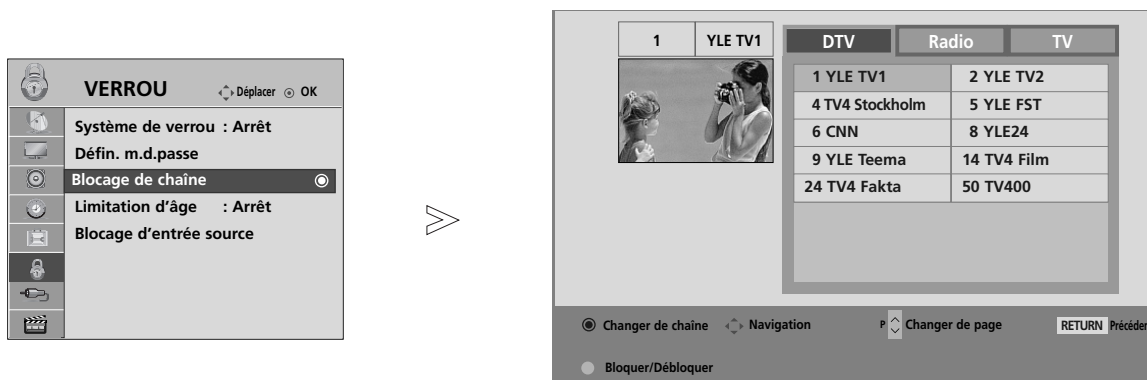 VERROU Déplacer OK
Système de verrou : Arrêt
Défin. m.d.passe
Blocage de chaîne
Limitation d'âge : Arrêt
Blocage d'entrée source
1 YLE TV1
DTV Radio TV
1 YLE TV1 2 YLE TV2
4 TV4 Stockholm 5 YLE FST
6 CNN 8 YLE24
9 YLE Teema 14 TV4 Film
24 TV4 Fakta 50 TV400
Changer de chaîne Navigation P Changer de page RETURN Précéden
Bloquer/Débloquer